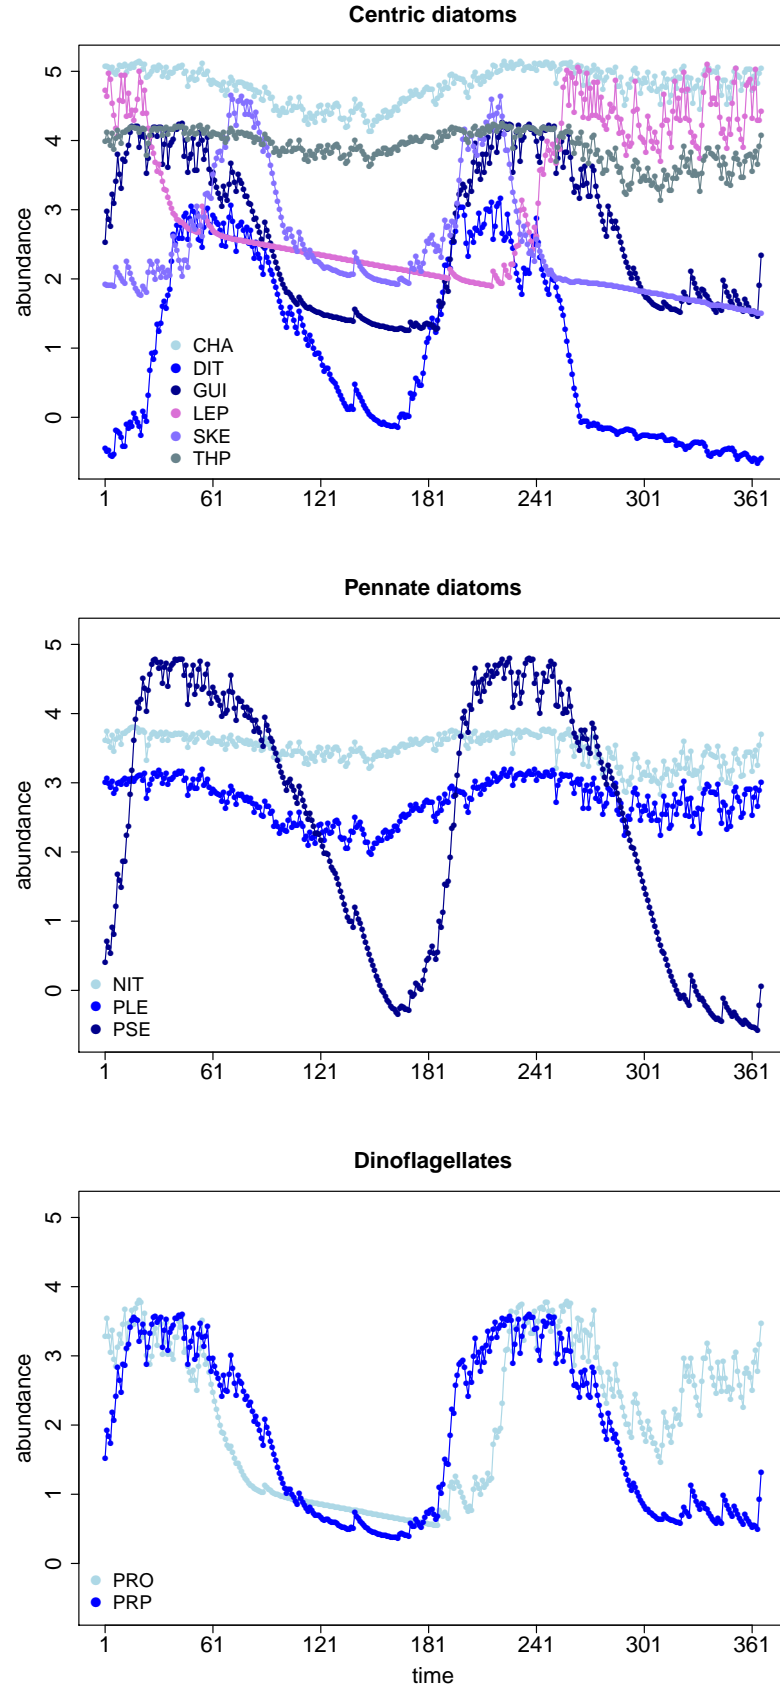 Centric diatoms
abundance
5
4
3
2
1
0
CHA
DIT
GUI
LEP
SKE
THP
1 61 121 181 241 301 361
Pennate diatoms
abundance
5
4
3
2
1
0
NIT
PLE
PSE
1 61 121 181 241 301 361
Dinoflagellates
abundance
5
4
3
2
1
0
PRO
PRP
1 61 121 181 241 301 361
time